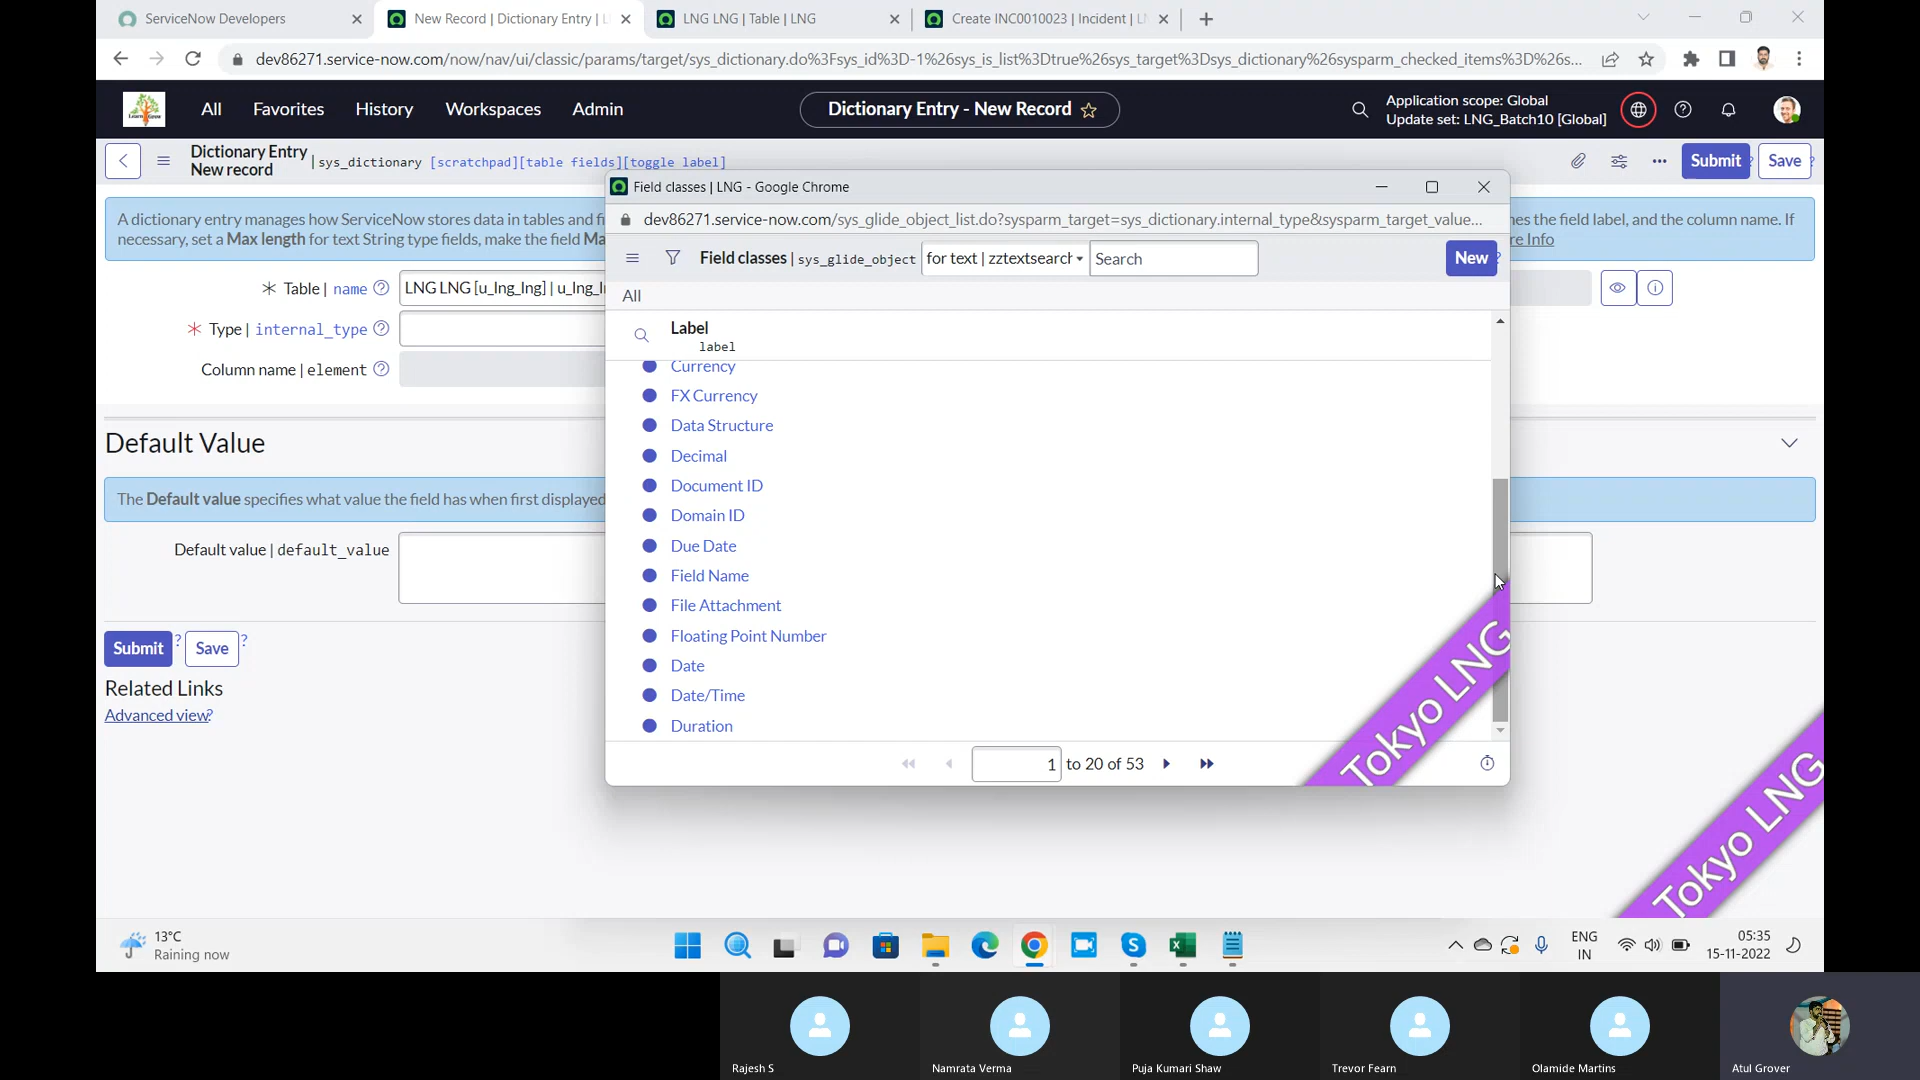 ServiceNow Developers
New Record | Dictionary Entry |
LNG LNG | Table | LNG
Create INC0010023 | Incident |
dev86271.service-now.com/now/nav/ui/classic/params/target/sys_dictionary.do%3Fsys_id%3D-1%26sys_is_list%3Dtrue%26sys_target%3Dsys_dictionary%26sysparm_checked_items%3D%26s...
All
Favorites
History
Workspaces
Admin
Dictionary Entry - New Record
Application scope: Global
Update set: LNG_Batch10 [Global]
Dictionary Entry
New record
|sys_dictionary [scratchpad][table fields][toggle label]
Submit ?
Save ?
A dictionary entry manages how ServiceNow stores data in tables and fi
nes the field label, and the column name. If
necessary, set a Max length for text String type fields, make the field Ma
re Info
Table | name
LNG LNG [u_lng_lng] | u_lng_l
Type | internal_type
Column name | element
Default Value
The Default value specifies what value the field has when first displayed
Default value | default_value
Submit ?
Save ?
Related Links
Advanced view?
Field classes | LNG - Google Chrome
dev86271.service-now.com/sys_glide_object_list.do?sysparm_target=sys_dictionary.internal_type&sysparm_target_value...
Field classes | sys_glide_object
for text | zztextsearch
Search
New ?
All
Label
label
Currency
FX Currency
Data Structure
Decimal
Document ID
Domain ID
Due Date
Field Name
File Attachment
Floating Point Number
Date
Date/Time
Duration
1 to 20 of 53
Tokyo LNG
Tokyo LNG
13°C
Raining now
ENG
IN
05:35
15-11-2022
Rajesh S
Namrata Verma
Puja Kumari Shaw
Trevor Fearn
Olamide Martins
Atul Grover